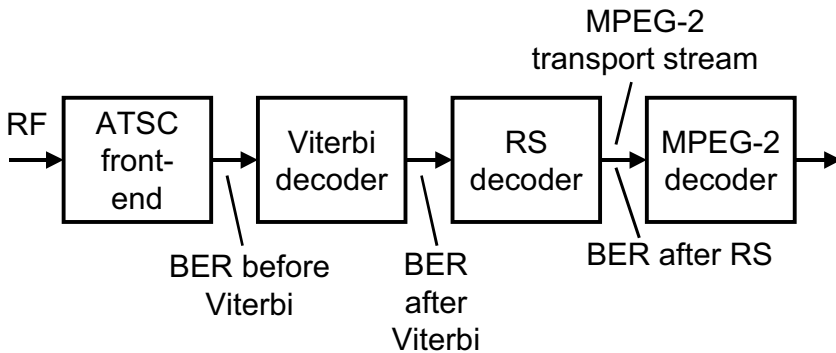 MPEG-2
transport stream
RF
ATSC
front-
end
Viterbi
decoder
RS
decoder
MPEG-2
decoder
BER before
Viterbi
BER
after
Viterbi
BER after RS